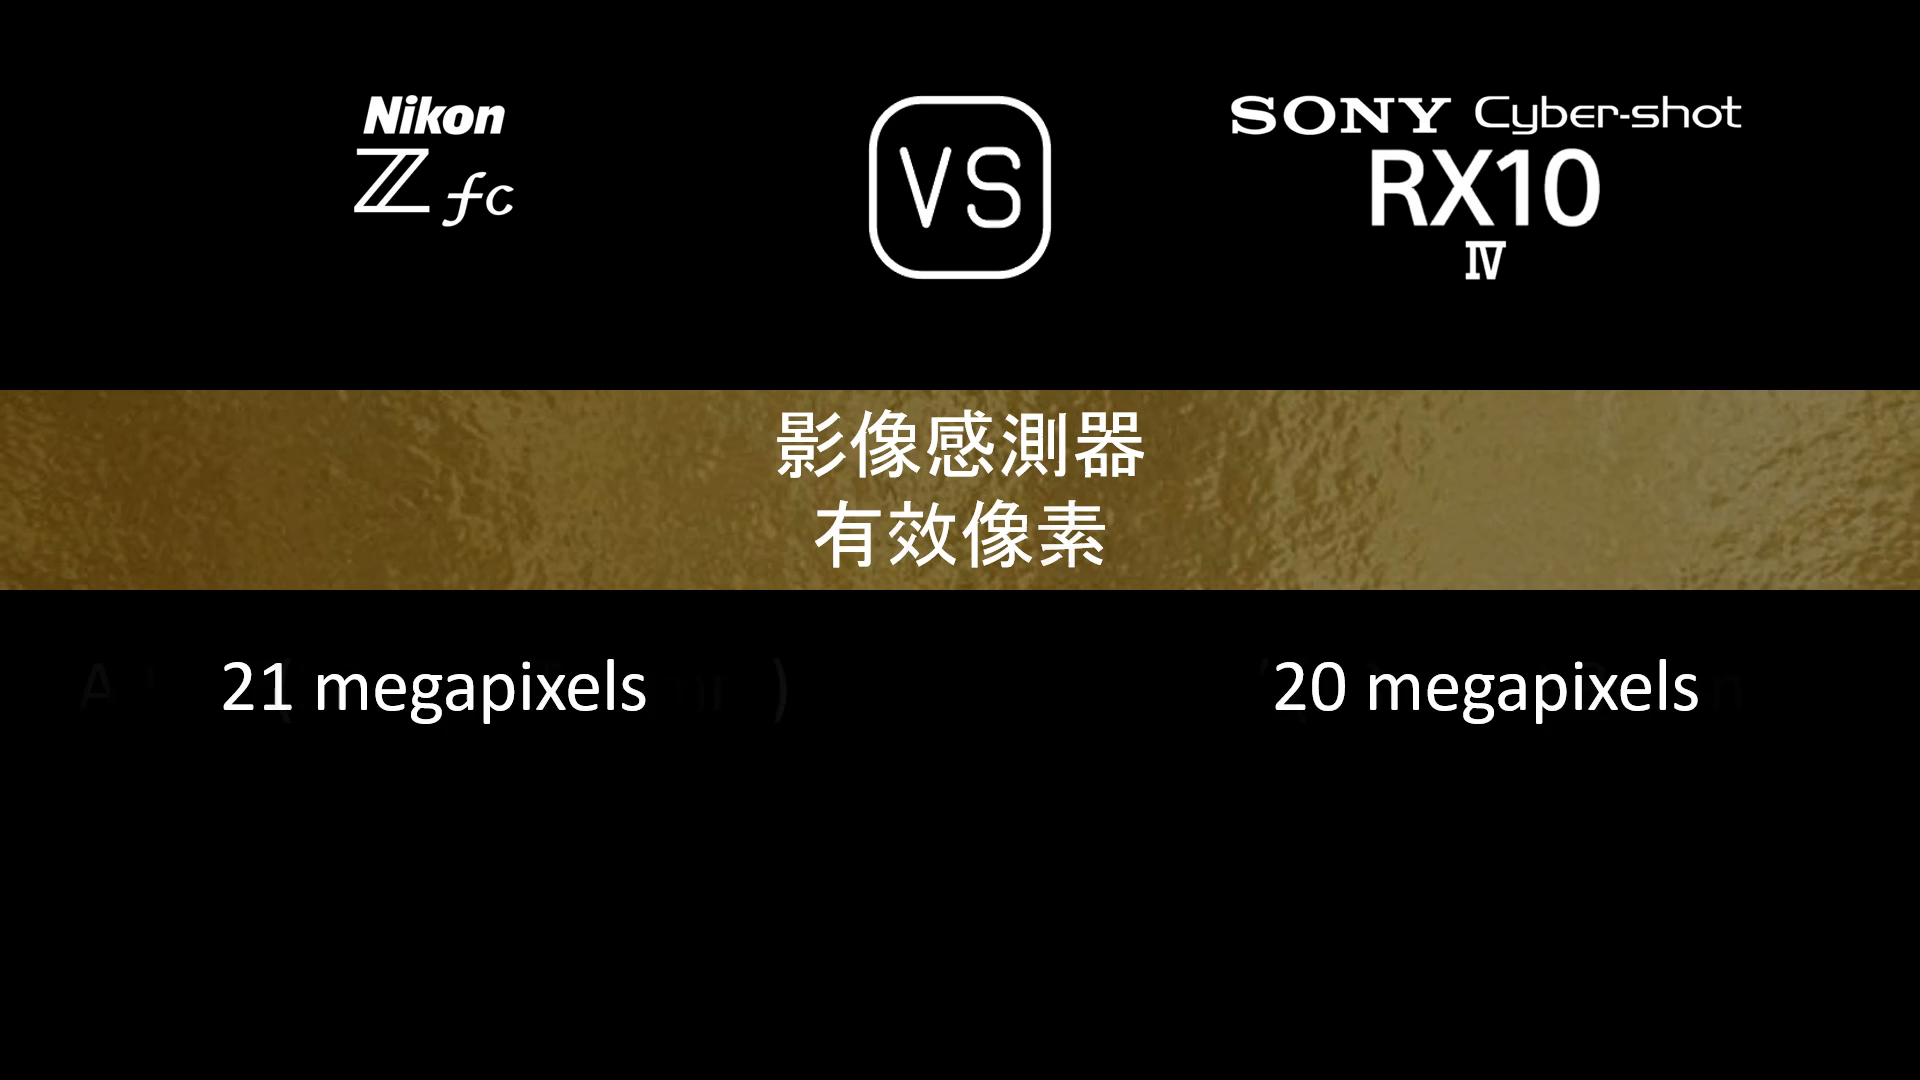 Nikon
Z fc
VS
SONY Cyber-shot
RX10
IV
影像感測器
有效像素
21 megapixels
20 megapixels